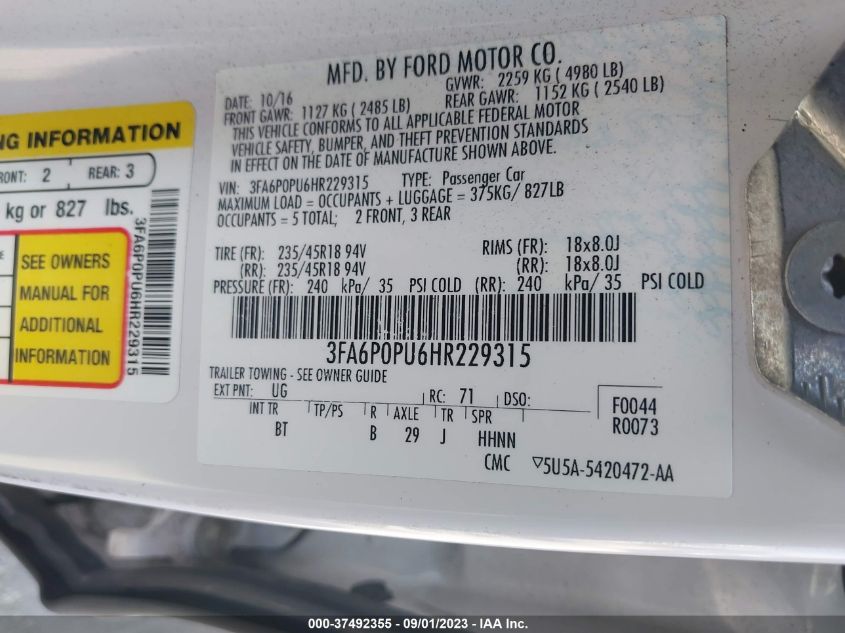 MFD. BY FORD MOTOR CO.
DATE: 10/16 GVWR: 2259 KG ( 4980 LB)
FRONT GAWR: 1127 KG ( 2485 LB) REAR GAWR: 1152 KG ( 2540 LB)
THIS VEHICLE CONFORMS TO ALL APPLICABLE FEDERAL MOTOR
VEHICLE SAFETY, BUMPER, AND THEFT PREVENTION STANDARDS
IN EFFECT ON THE DATE OF MANUFACTURE SHOWN ABOVE.
VIN: 3FA6P0PU6HR229315 TYPE: Passenger Car
MAXIMUM LOAD = OCCUPANTS + LUGGAGE = 375KG/ 827LB
OCCUPANTS = 5 TOTAL; 2 FRONT, 3 REAR
TIRE (FR): 235/45R18 94V RIMS (FR): 18x8.0J
(RR): 235/45R18 94V (RR): 18x8.0J
PRESSURE (FR): 240 kPa/ 35 PSI COLD (RR): 240 kPa/ 35 PSI COLD
3FA6P0PU6HR229315
TRAILER TOWING - SEE OWNER GUIDE
EXT PNT: UG RC: 71 DSO:
INT TR TP/PS R AXLE TR SPR
BT B 29 J HHNN
F0044
R0073
CMC ▽5U5A-5420472-AA
NG INFORMATION
RONT: 2 REAR: 3
kg or 827 lbs.
SEE OWNERS
MANUAL FOR
ADDITIONAL
INFORMATION
3FA6P0PU6HR229315
000-37492355 - 09/01/2023 - IAAI.com